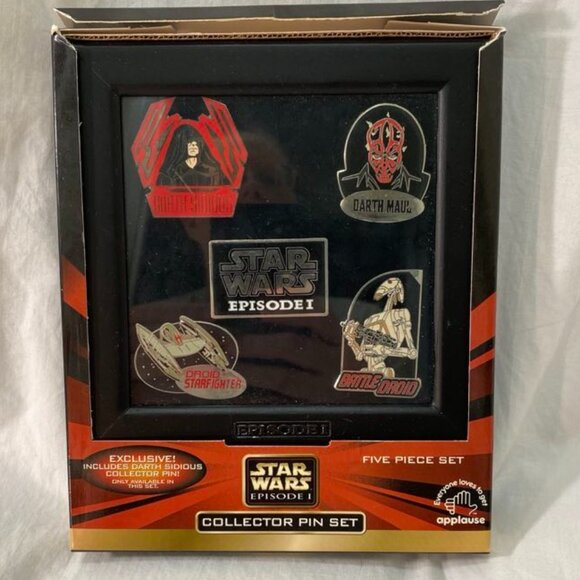 DARTH SIDIOUS
DARTH MAUL
STAR
WARS
EPISODE I
DROID
STARFIGHTER
BATTLE DROID
EPISODE I
EXCLUSIVE!
INCLUDES DARTH SIDIOUS
COLLECTOR PIN!
ONLY AVAILABLE IN
THIS SET.
STAR
WARS
EPISODE I
FIVE PIECE SET
Everyone loves to get
applause
COLLECTOR PIN SET